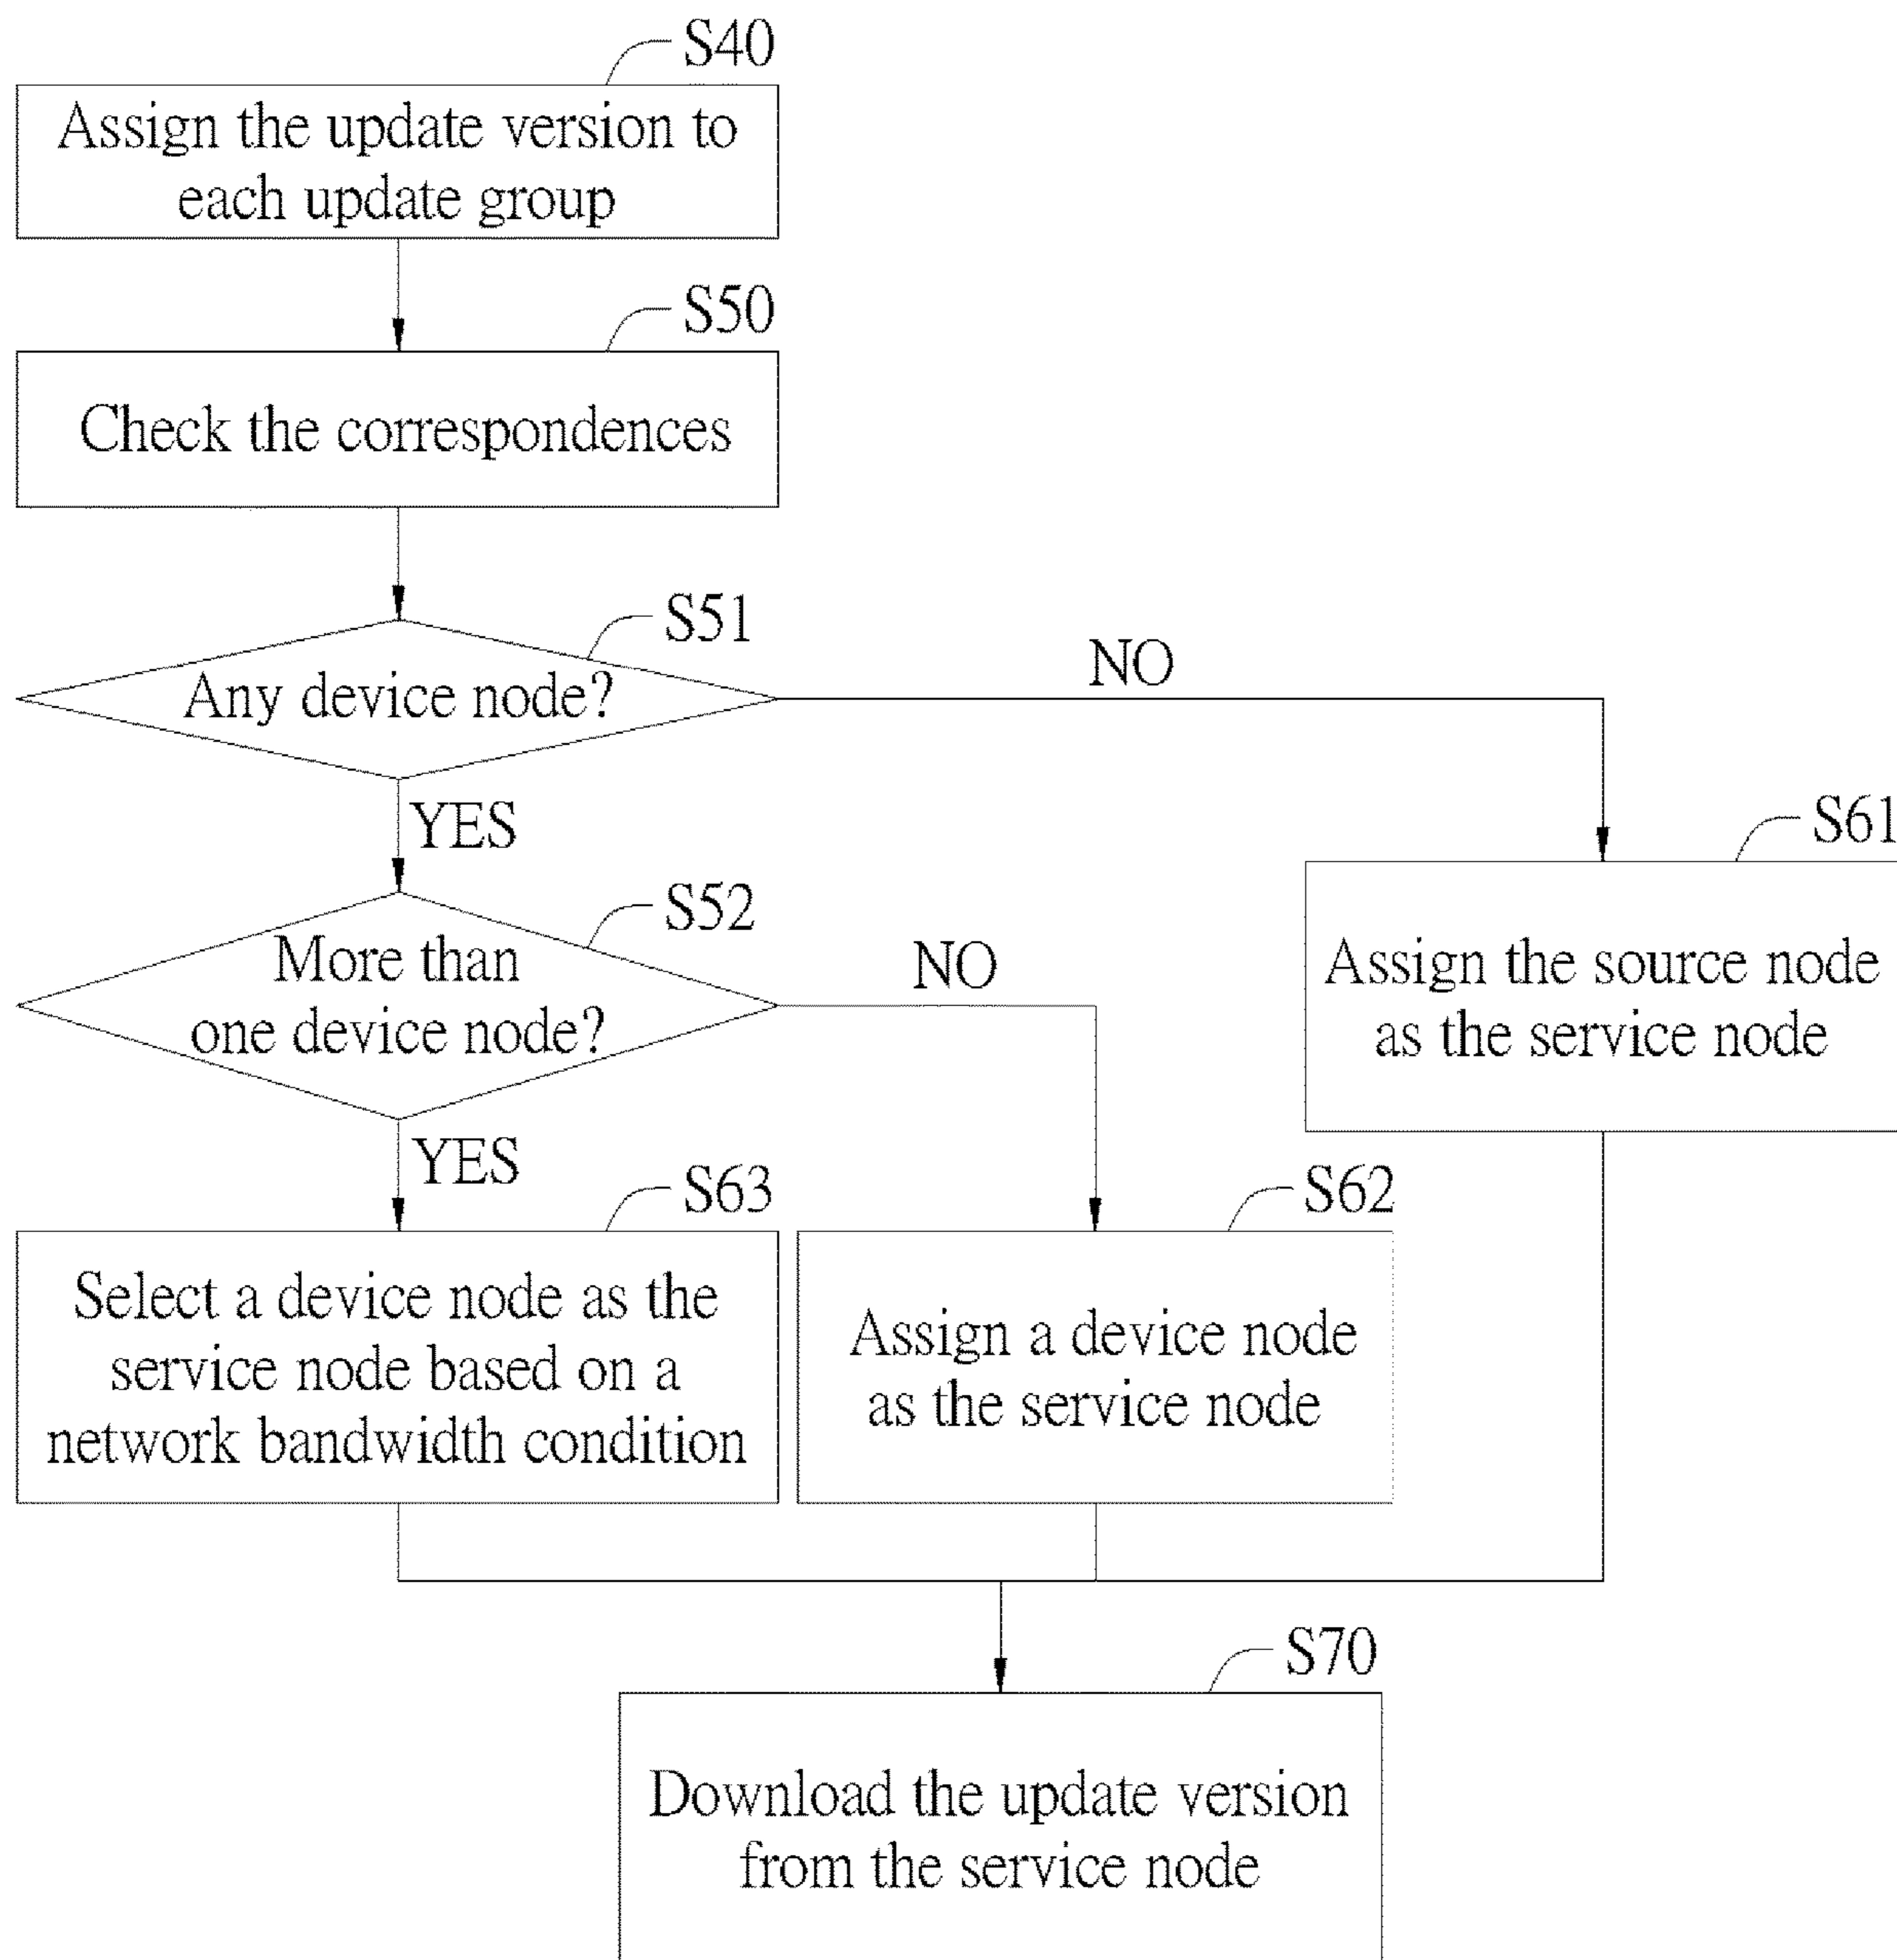 S40
Assign the update version to
each update group
S50
Check the correspondences
S51
Any device node?
NO
YES
S61
Assign the source node
as the service node
S52
More than
one device node?
NO
YES
S63
Select a device node as the
service node based on a
network bandwidth condition
S62
Assign a device node
as the service node
S70
Download the update version
from the service node